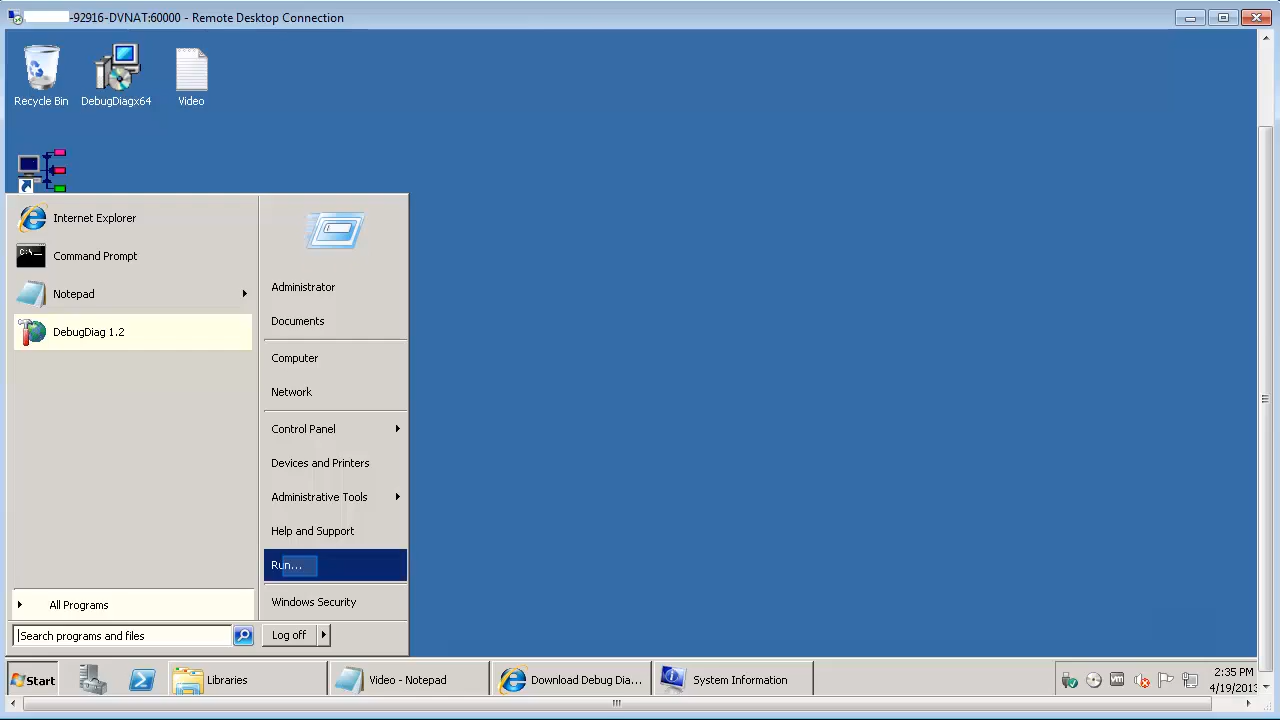 -92916-DVNAT:60000 - Remote Desktop Connection
Recycle Bin
DebugDiagx64
Video
Internet Explorer
Command Prompt
Notepad
DebugDiag 1.2
All Programs
Search programs and files
Administrator
Documents
Computer
Network
Control Panel
Devices and Printers
Administrative Tools
Help and Support
Run...
Windows Security
Log off
Start
Libraries
Video - Notepad
Download Debug Dia...
System Information
2:35 PM
4/19/2013